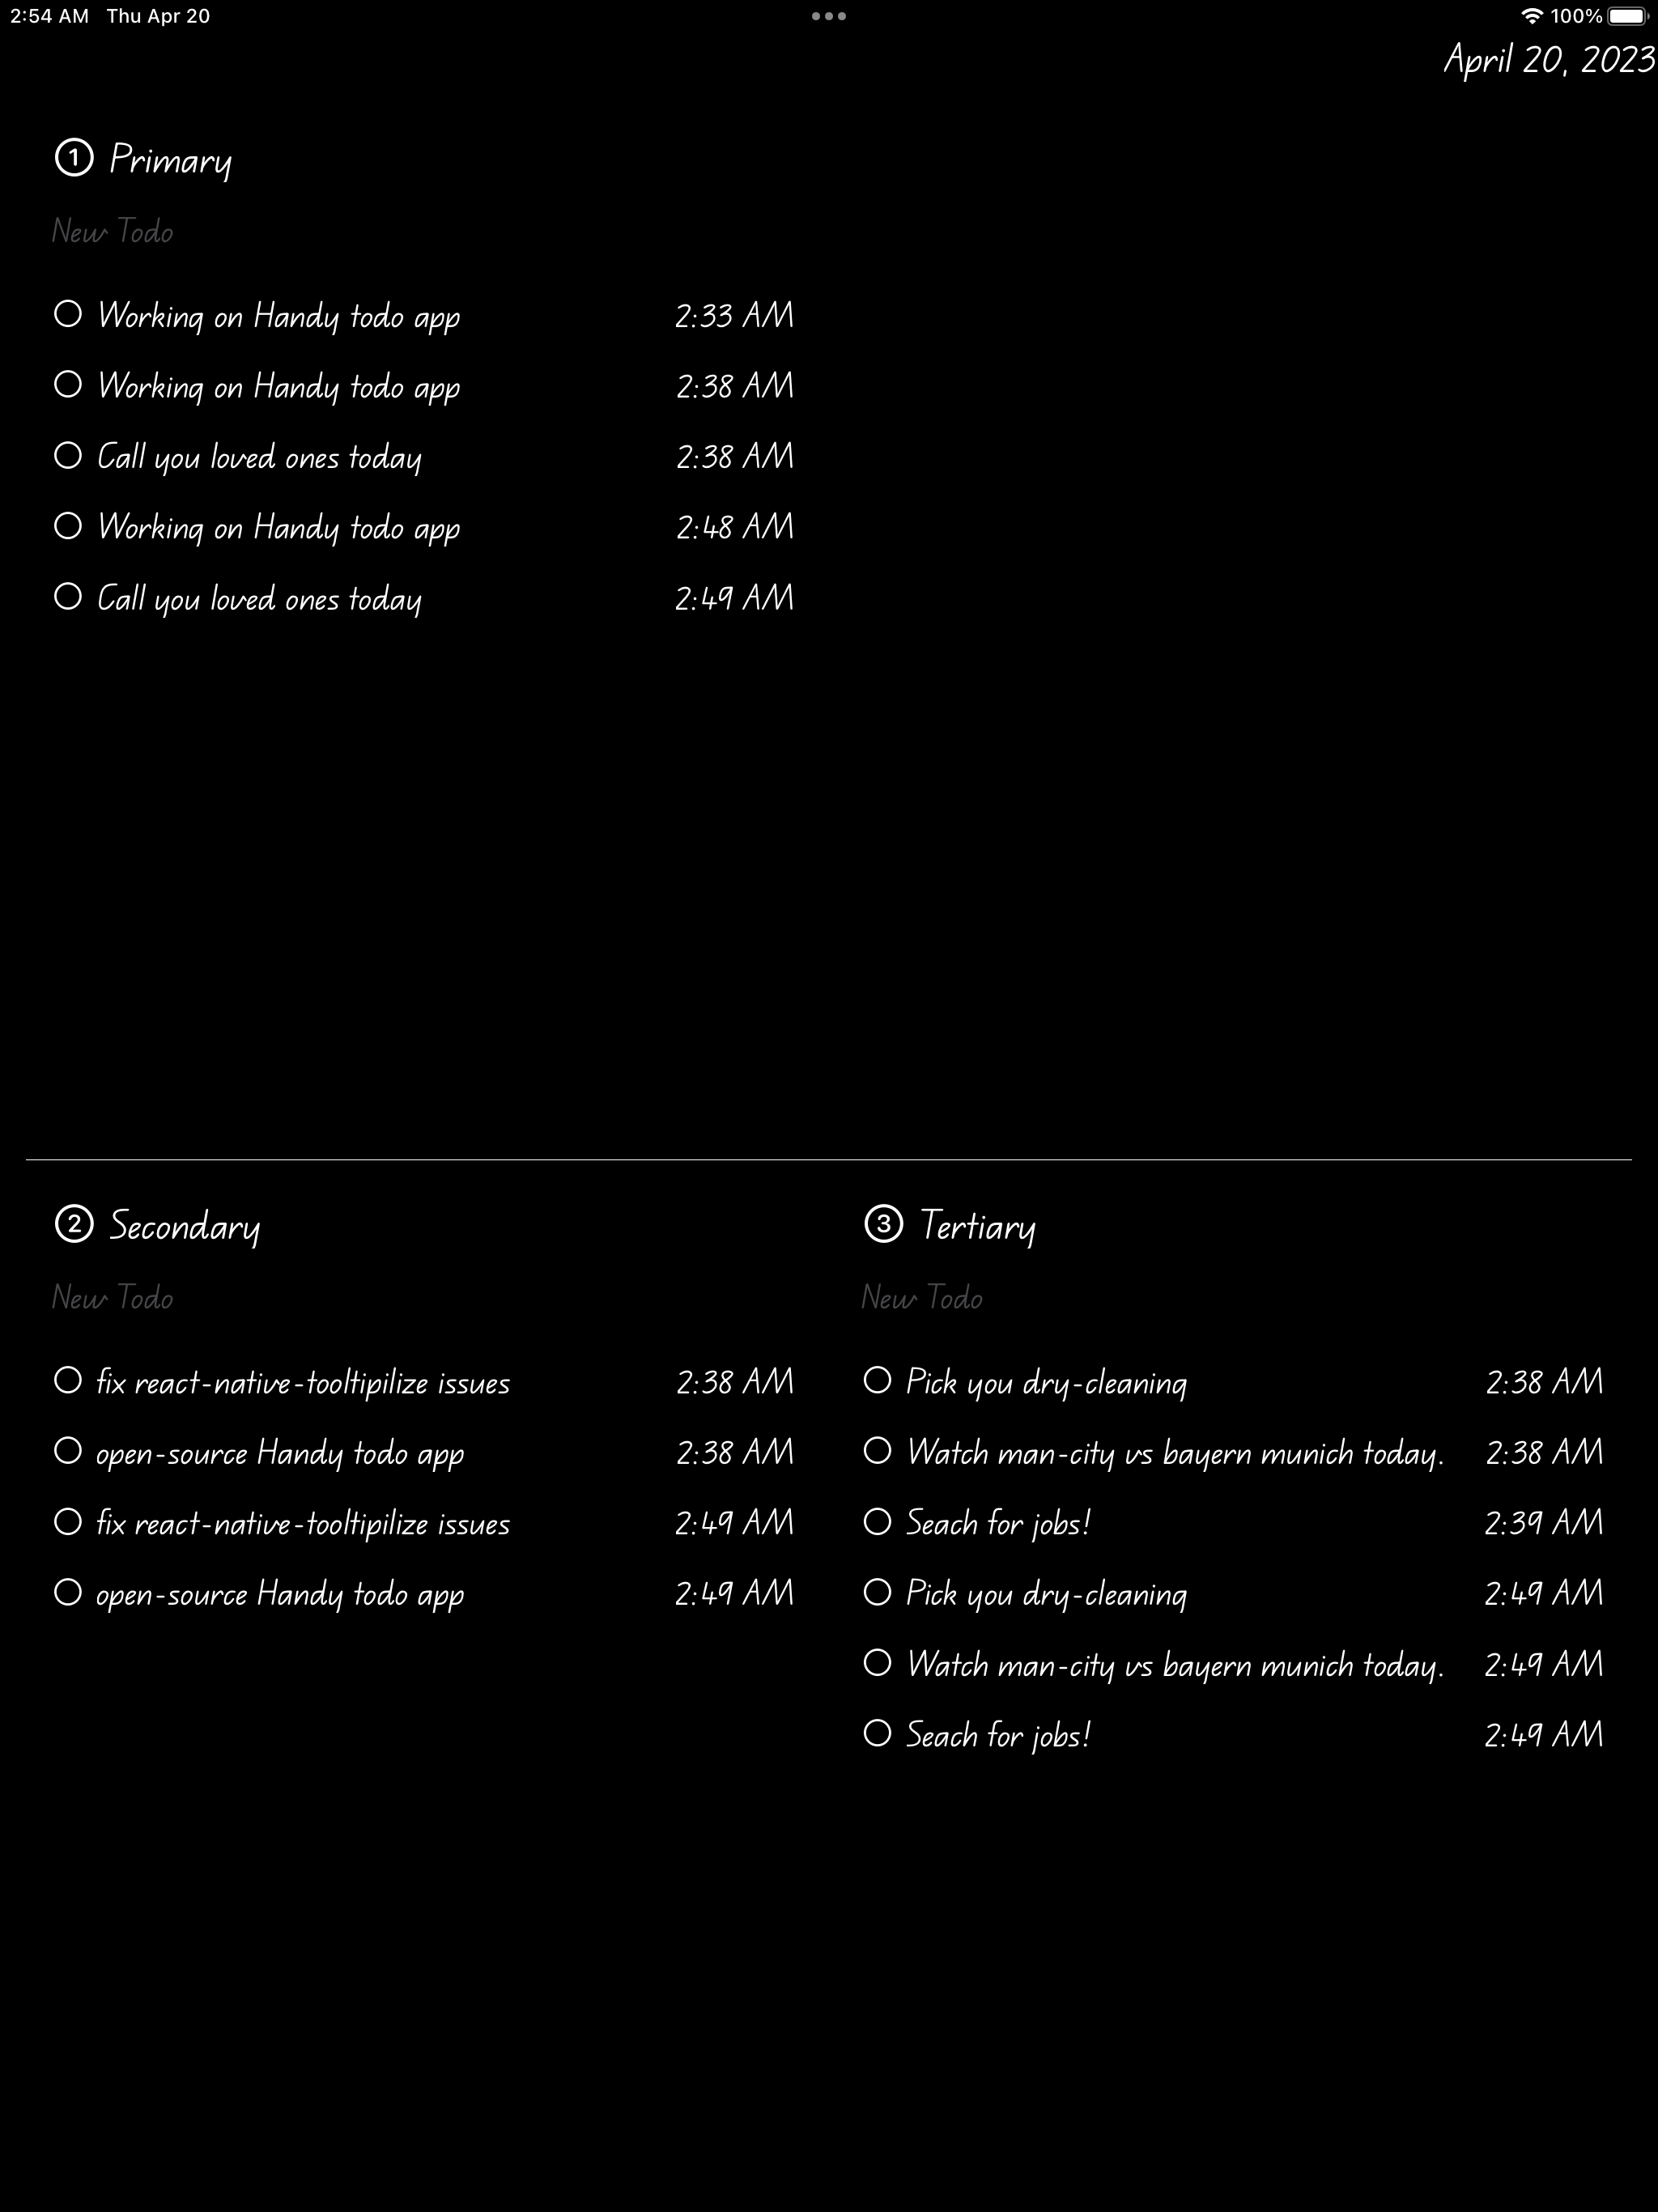 2:54 AM Thu Apr 20 100%
April 20, 2023
1 Primary
New Todo
Working on Handy todo app 2:33 AM
Working on Handy todo app 2:38 AM
Call you loved ones today 2:38 AM
Working on Handy todo app 2:48 AM
Call you loved ones today 2:49 AM
2 Secondary
New Todo
fix react-native-tooltipilize issues 2:38 AM
open-source Handy todo app 2:38 AM
fix react-native-tooltipilize issues 2:49 AM
open-source Handy todo app 2:49 AM
3 Tertiary
New Todo
Pick you dry-cleaning 2:38 AM
Watch man-city vs bayern munich today. 2:38 AM
Seach for jobs! 2:39 AM
Pick you dry-cleaning 2:49 AM
Watch man-city vs bayern munich today. 2:49 AM
Seach for jobs! 2:49 AM